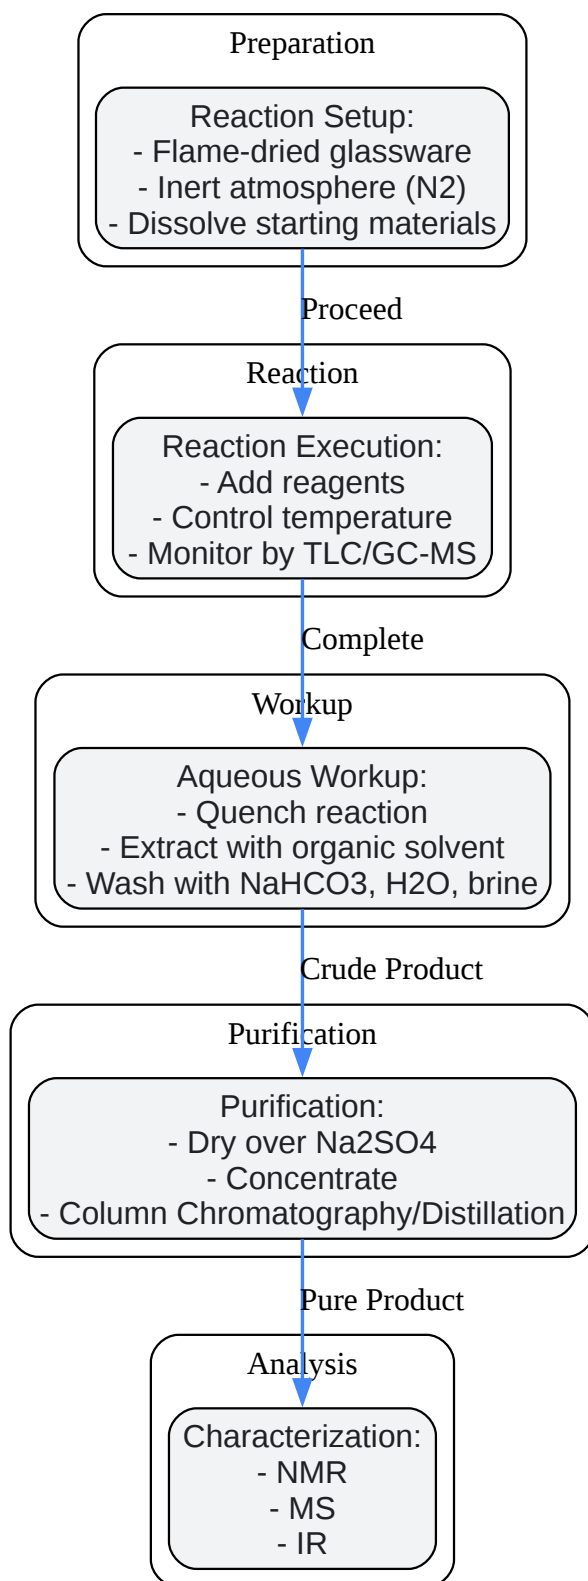 Preparation
Reaction Setup:
- Flame-dried glassware
- Inert atmosphere (N2)
- Dissolve starting materials
Proceed
Reaction
Reaction Execution:
- Add reagents
- Control temperature
- Monitor by TLC/GC-MS
Complete
Workup
Aqueous Workup:
- Quench reaction
- Extract with organic solvent
- Wash with NaHCO3, H2O, brine
Crude Product
Purification
Purification:
- Dry over Na2SO4
- Concentrate
- Column Chromatography/Distillation
Pure Product
Analysis
Characterization:
- NMR
- MS
- IR